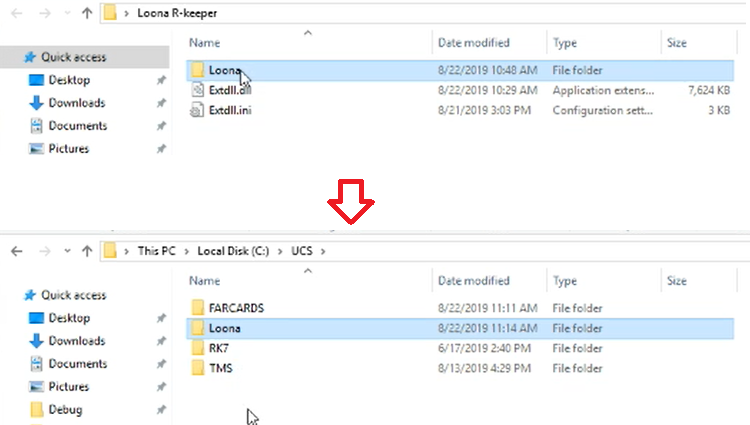 Loona R-keeper
Name Date modified Type Size
Quick access
Loona 8/22/2019 10:48 AM File folder
Desktop
Extdll.dll 8/22/2019 10:29 AM Application extens... 7,624 KB
Downloads
Extdll.ini 8/21/2019 3:03 PM Configuration sett... 3 KB
Documents
Pictures
This PC Local Disk (C:) UCS
Name Date modified Type Size
Quick access
FARCARDS 8/22/2019 11:11 AM File folder
Desktop
Loona 8/22/2019 11:14 AM File folder
Downloads
RK7 6/17/2019 2:40 PM File folder
Documents
TMS 8/13/2019 4:29 PM File folder
Pictures
Debug